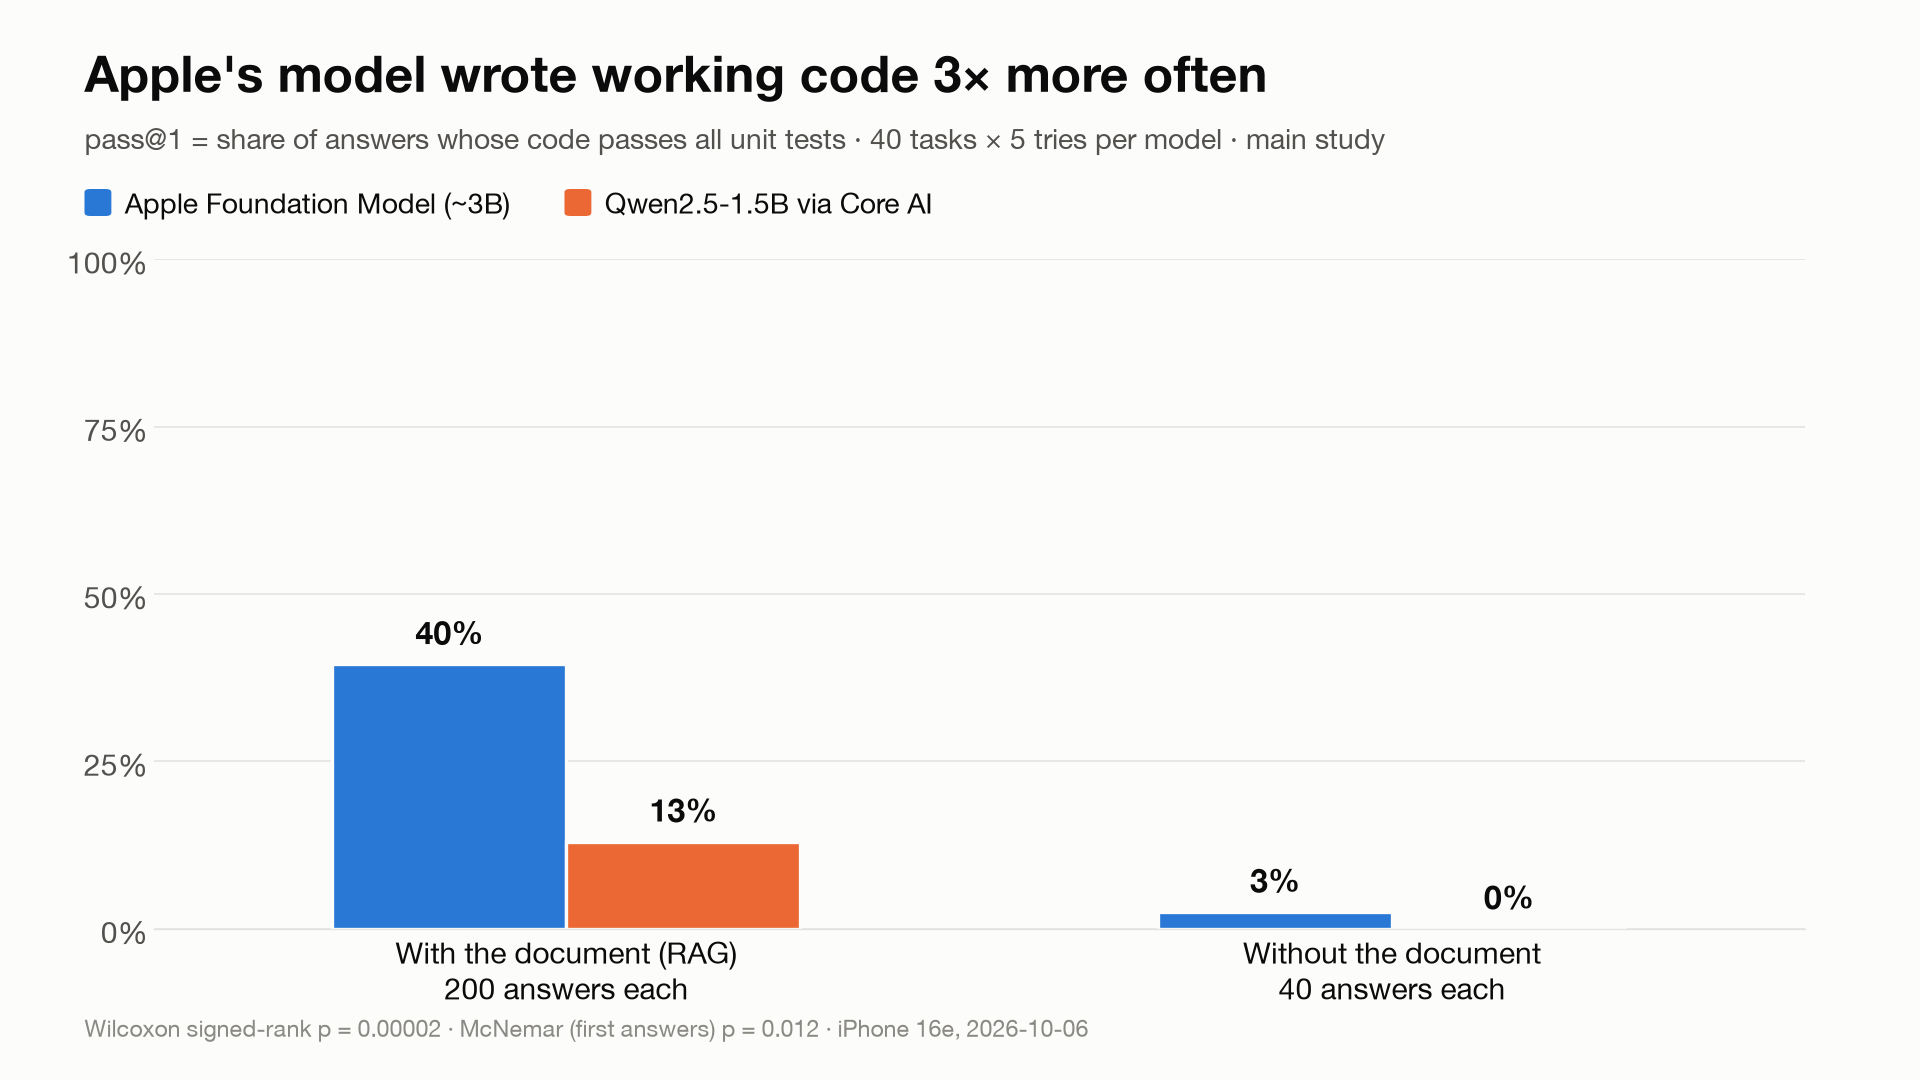 Apple's model wrote working code 3× more often
pass@1 = share of answers whose code passes all unit tests · 40 tasks × 5 tries per model · main study
Apple Foundation Model (~3B)
Qwen2.5-1.5B via Core AI
100%
75%
50%
25%
0%
40%
13%
3%
0%
With the document (RAG)
200 answers each
Without the document
40 answers each
Wilcoxon signed-rank p = 0.00002 · McNemar (first answers) p = 0.012 · iPhone 16e, 2026-10-06